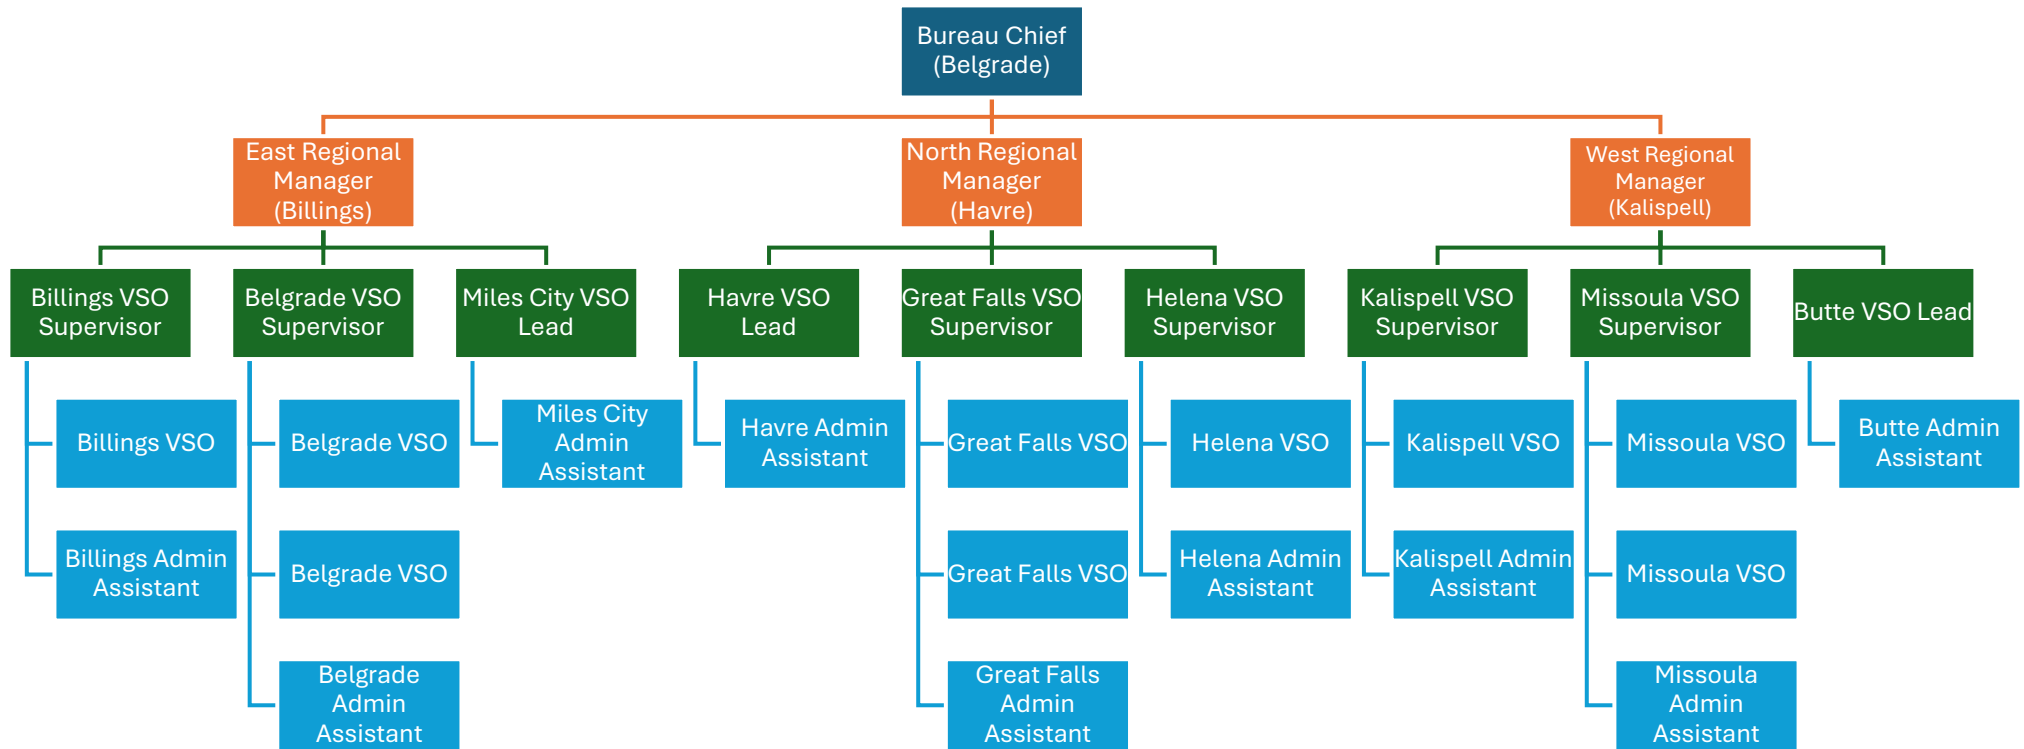 Bureau Chief
(Belgrade)
East Regional
Manager
(Billings)
North Regional
Manager
(Havre)
West Regional
Manager
(Kalispell)
Billings VSO
Supervisor
Belgrade VSO
Supervisor
Miles City VSO
Lead
Havre VSO
Lead
Great Falls VSO
Supervisor
Helena VSO
Supervisor
Kalispell VSO
Supervisor
Missoula VSO
Supervisor
Butte VSO Lead
Billings VSO
Belgrade VSO
Miles City
Admin
Assistant
Havre Admin
Assistant
Great Falls VSO
Helena VSO
Kalispell VSO
Missoula VSO
Butte Admin
Assistant
Billings Admin
Assistant
Belgrade VSO
Great Falls VSO
Helena Admin
Assistant
Kalispell Admin
Assistant
Missoula VSO
Belgrade
Admin
Assistant
Great Falls
Admin
Assistant
Missoula
Admin
Assistant